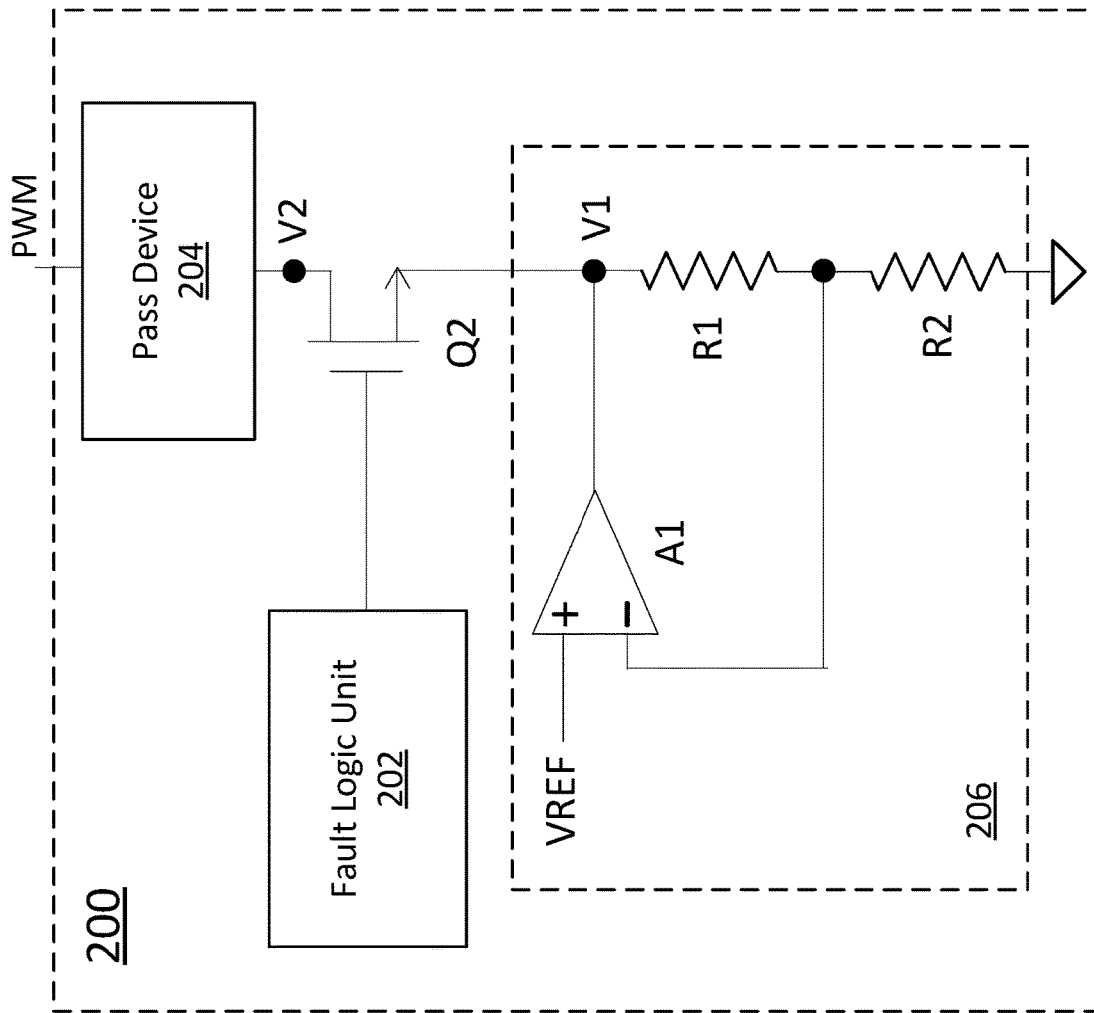 200
PWM
Pass Device
204
V2
Fault Logic Unit
202
Q2
V1
VREF
+
−
A1
R1
R2
206